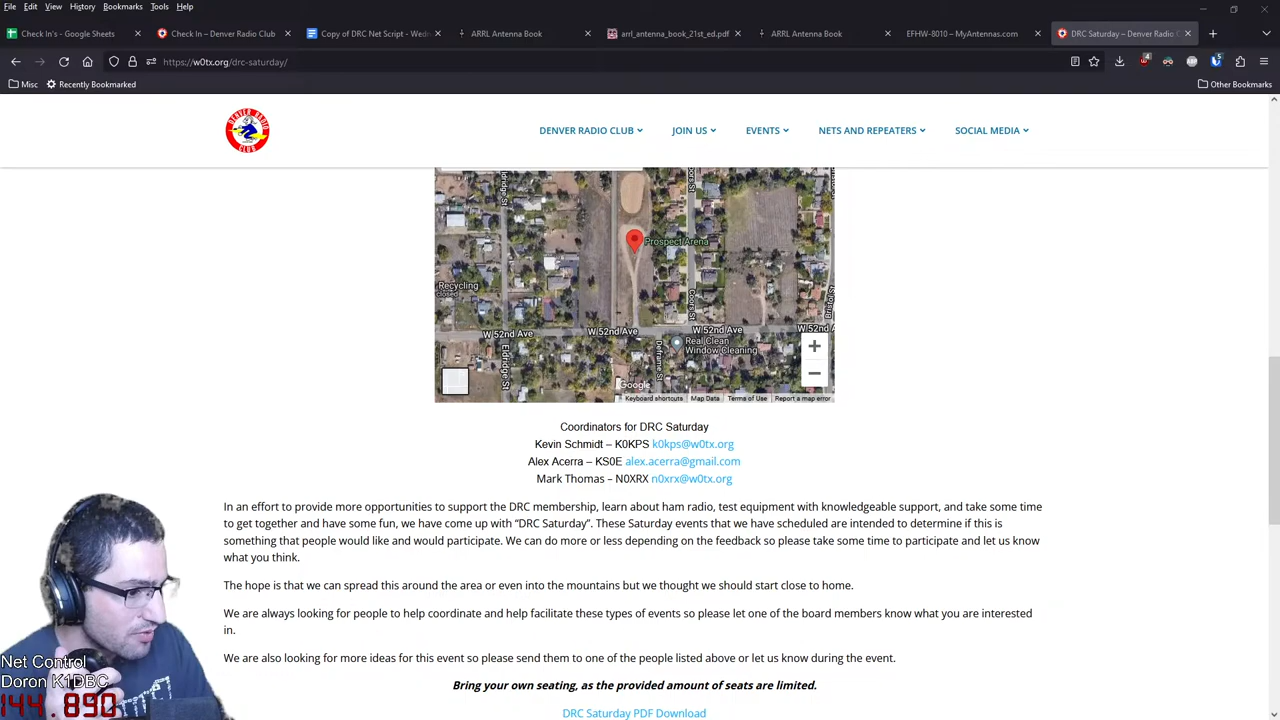 File Edit View History Bookmarks Tools Help
Check In's - Google Sheets
Check In – Denver Radio Club
Copy of DRC Net Script - Wedn
ARRL Antenna Book
arrl_antenna_book_21st_ed.pdf
ARRL Antenna Book
EFHW-8010 – MyAntennas.com
DRC Saturday – Denver Radio C
https://w0tx.org/drc-saturday/
Misc Recently Bookmarked Other Bookmarks
DENVER RADIO CLUB
DENVER RADIO CLUB JOIN US EVENTS NETS AND REPEATERS SOCIAL MEDIA
Prospect Arena
Recycling
closed
W 52nd Ave W 52nd Ave W 52nd Ave W 52nd A
Eldridge St
Coors St
Deframe St
Bristol St
Real Clean
Window Cleaning
Google
Keyboard shortcuts Map Data Terms of Use Report a map error
Coordinators for DRC Saturday
Kevin Schmidt – K0KPS k0kps@w0tx.org
Alex Acerra – KS0E alex.acerra@gmail.com
Mark Thomas – N0XRX n0xrx@w0tx.org
In an effort to provide more opportunities to support the DRC membership, learn about ham radio, test equipment with knowledgeable support, and take some time
to get together and have some fun, we have come up with “DRC Saturday”. These Saturday events that we have scheduled are intended to determine if this is
something that people would like and would participate. We can do more or less depending on the feedback so please take some time to participate and let us know
what you think.
The hope is that we can spread this around the area or even into the mountains but we thought we should start close to home.
We are always looking for people to help coordinate and help facilitate these types of events so please let one of the board members know what you are interested
in.
We are also looking for more ideas for this event so please send them to one of the people listed above or let us know during the event.
Bring your own seating, as the provided amount of seats are limited.
DRC Saturday PDF Download
Net Control
Doron K1DBC
144.890